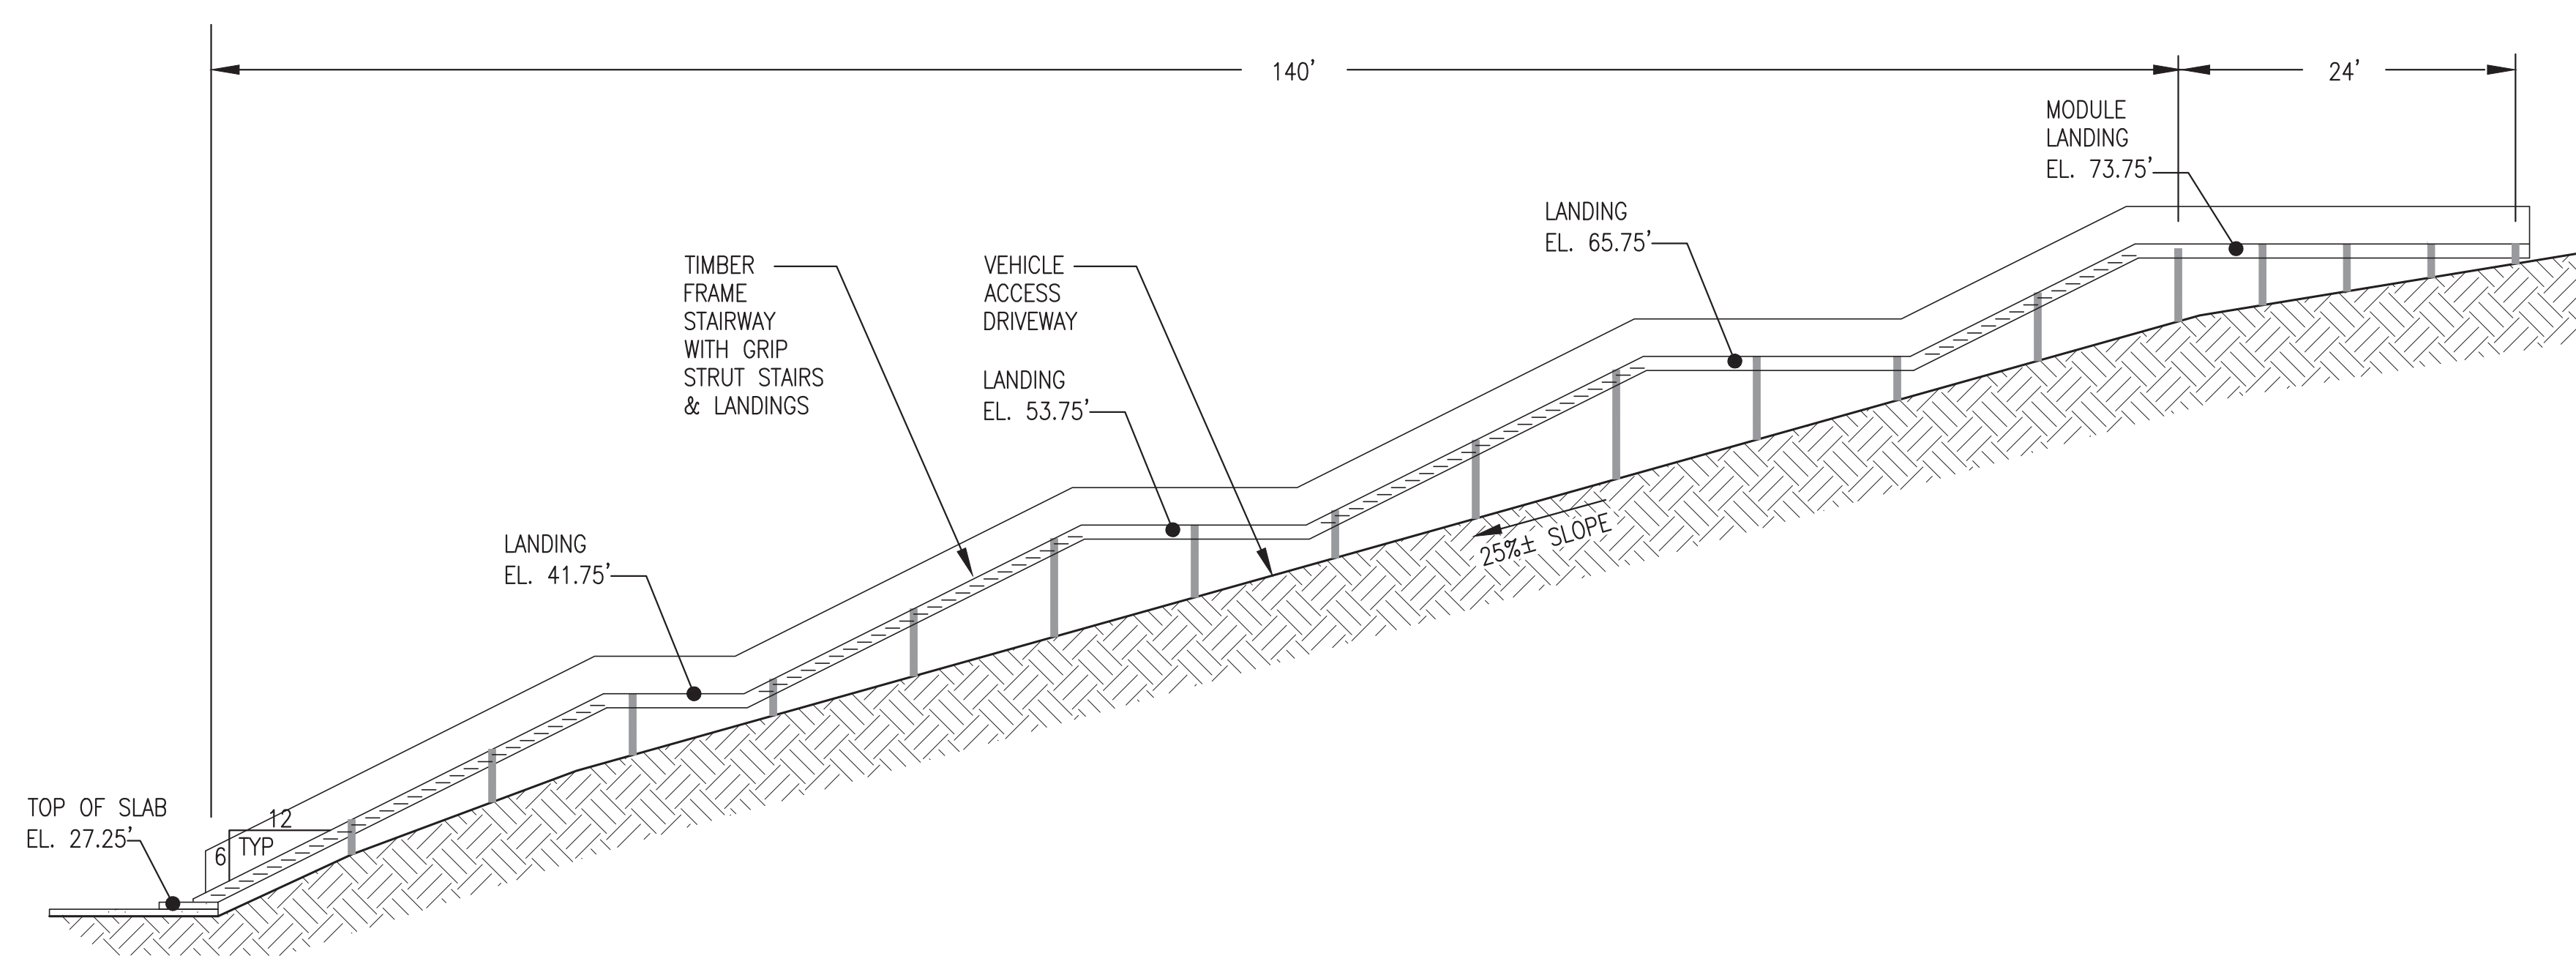 140'
24'
MODULE
LANDING
EL. 73.75'
LANDING
EL. 65.75'
TIMBER
FRAME
STAIRWAY
WITH GRIP
STRUT STAIRS
& LANDINGS
VEHICLE
ACCESS
DRIVEWAY
LANDING
EL. 53.75'
LANDING
EL. 41.75'
25%± SLOPE
TOP OF SLAB
EL. 27.25'
12
6
TYP